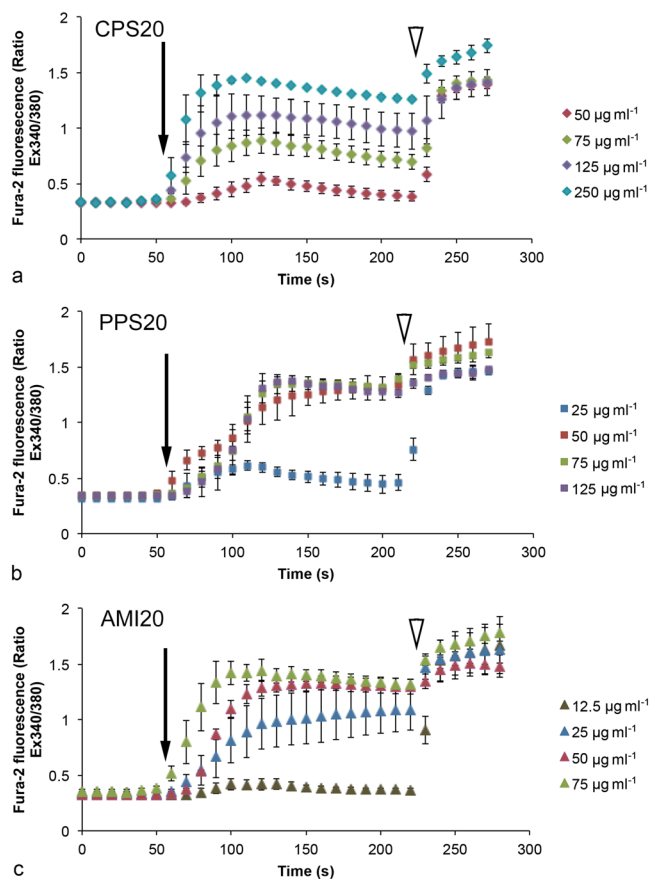 CPS20
Fura-2 fluorescence (Ratio
Ex340/380)
2
1.5
1
0.5
0
0 50 100 150 200 250 300
Time (s)
50 µg ml-1
75 µg ml-1
125 µg ml-1
250 µg ml-1
a
PPS20
Fura-2 fluorescence (Ratio
Ex340/380)
2
1.5
1
0.5
0
0 50 100 150 200 250 300
Time (s)
25 µg ml-1
50 µg ml-1
75 µg ml-1
125 µg ml-1
b
AMI20
Fura-2 fluorescence (Ratio
Ex340/380)
2
1.5
1
0.5
0
0 50 100 150 200 250 300
Time (s)
12.5 µg ml-1
25 µg ml-1
50 µg ml-1
75 µg ml-1
c